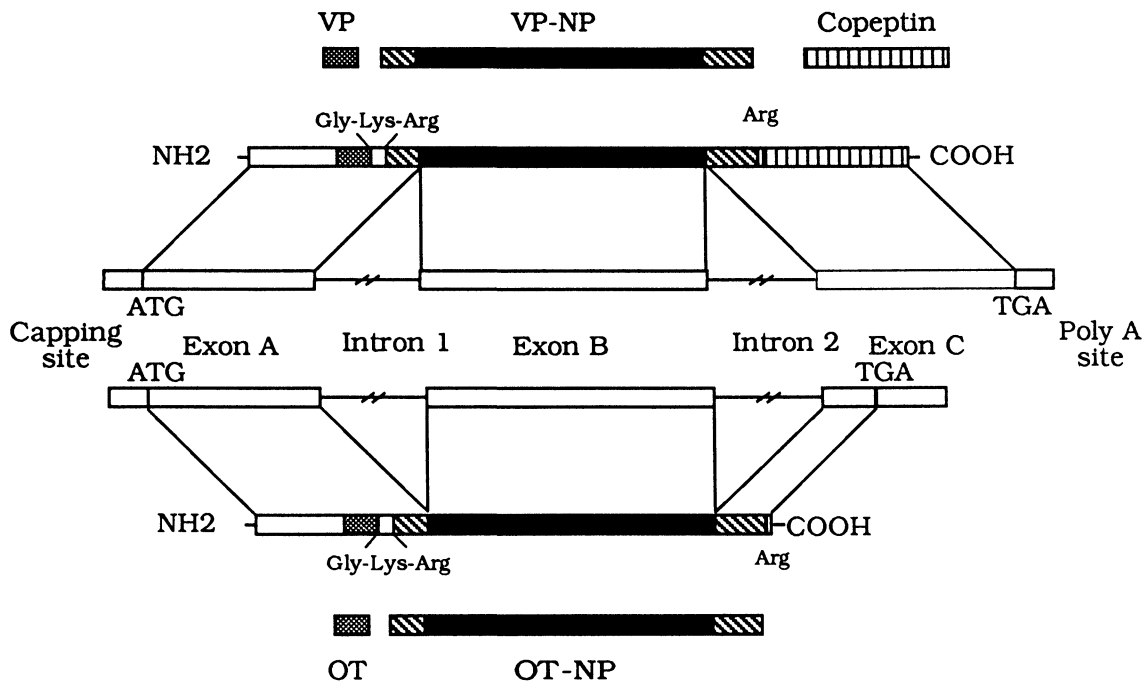 VP VP-NP Copeptin
Gly-Lys-Arg Arg
NH2 COOH
ATG TGA
Capping site Exon A Intron 1 Exon B Intron 2 Exon C Poly A site
ATG TGA
NH2 COOH
Gly-Lys-Arg Arg
OT OT-NP